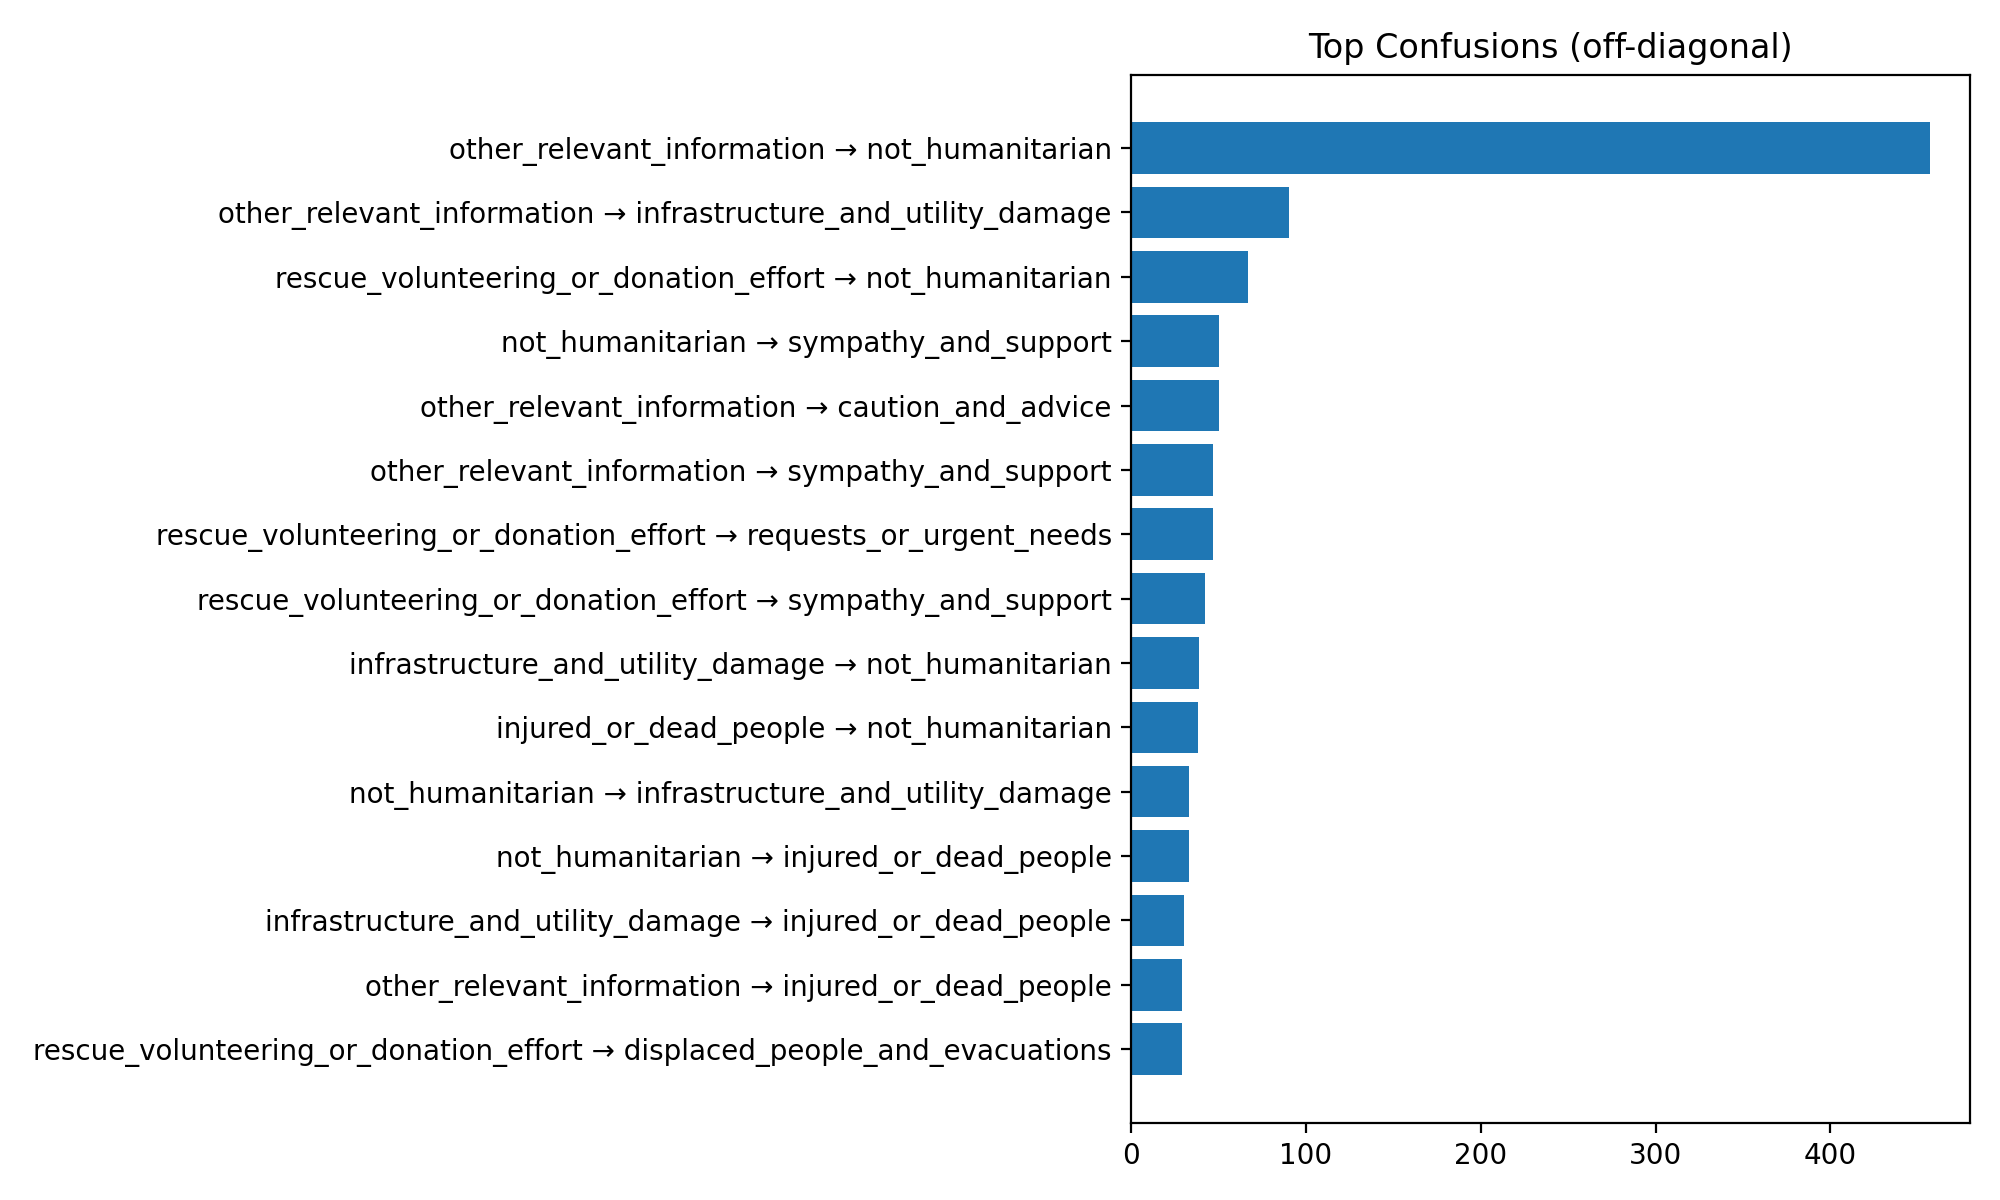 Top Confusions (off-diagonal)
other_relevant_information → not_humanitarian
other_relevant_information → infrastructure_and_utility_damage
rescue_volunteering_or_donation_effort → not_humanitarian
not_humanitarian → sympathy_and_support
other_relevant_information → caution_and_advice
other_relevant_information → sympathy_and_support
rescue_volunteering_or_donation_effort → requests_or_urgent_needs
rescue_volunteering_or_donation_effort → sympathy_and_support
infrastructure_and_utility_damage → not_humanitarian
injured_or_dead_people → not_humanitarian
not_humanitarian → infrastructure_and_utility_damage
not_humanitarian → injured_or_dead_people
infrastructure_and_utility_damage → injured_or_dead_people
other_relevant_information → injured_or_dead_people
rescue_volunteering_or_donation_effort → displaced_people_and_evacuations
0 100 200 300 400